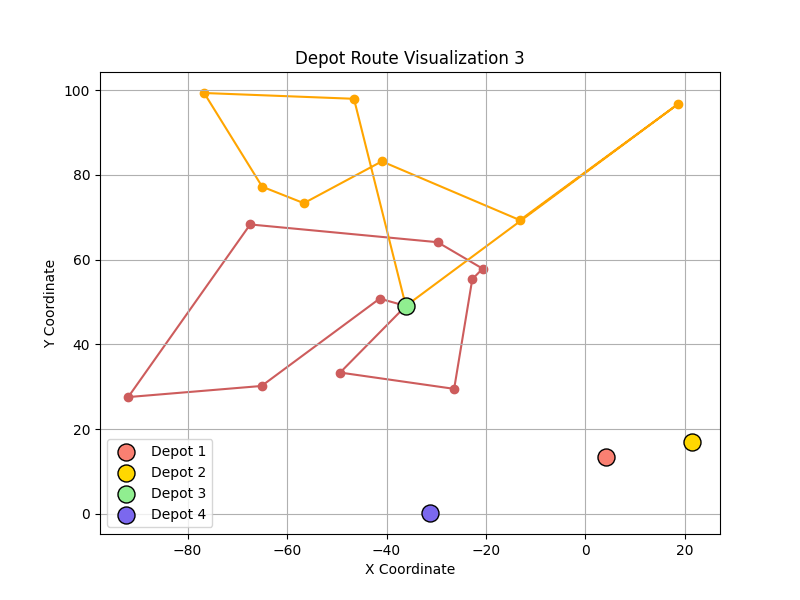 Depot Route Visualization 3
Y Coordinate
100
80
60
40
20
0
Depot 1
Depot 2
Depot 3
Depot 4
−80 −60 −40 −20 0 20
X Coordinate